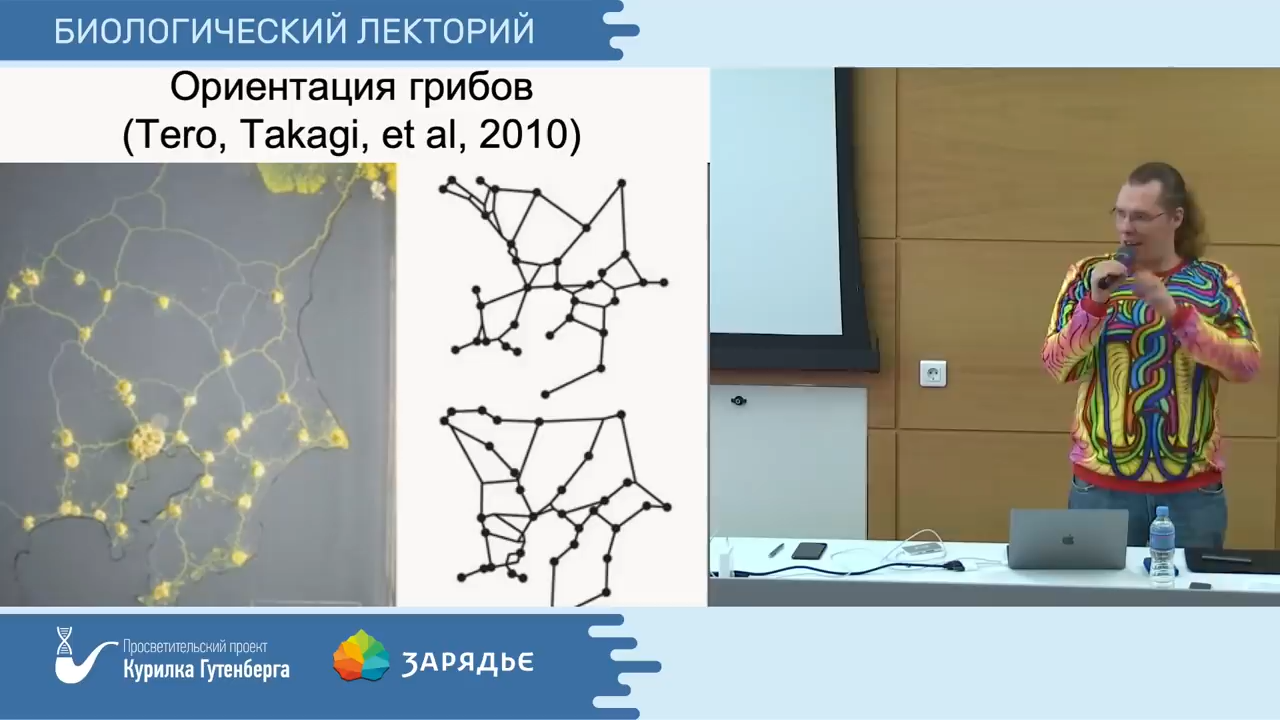 БИОЛОГИЧЕСКИЙ ЛЕКТОРИЙ
Ориентация грибов
(Tero, Takagi, et al, 2010)
Просветительский проект
Курилка Гутенберга
ЗАРЯДЬЕ